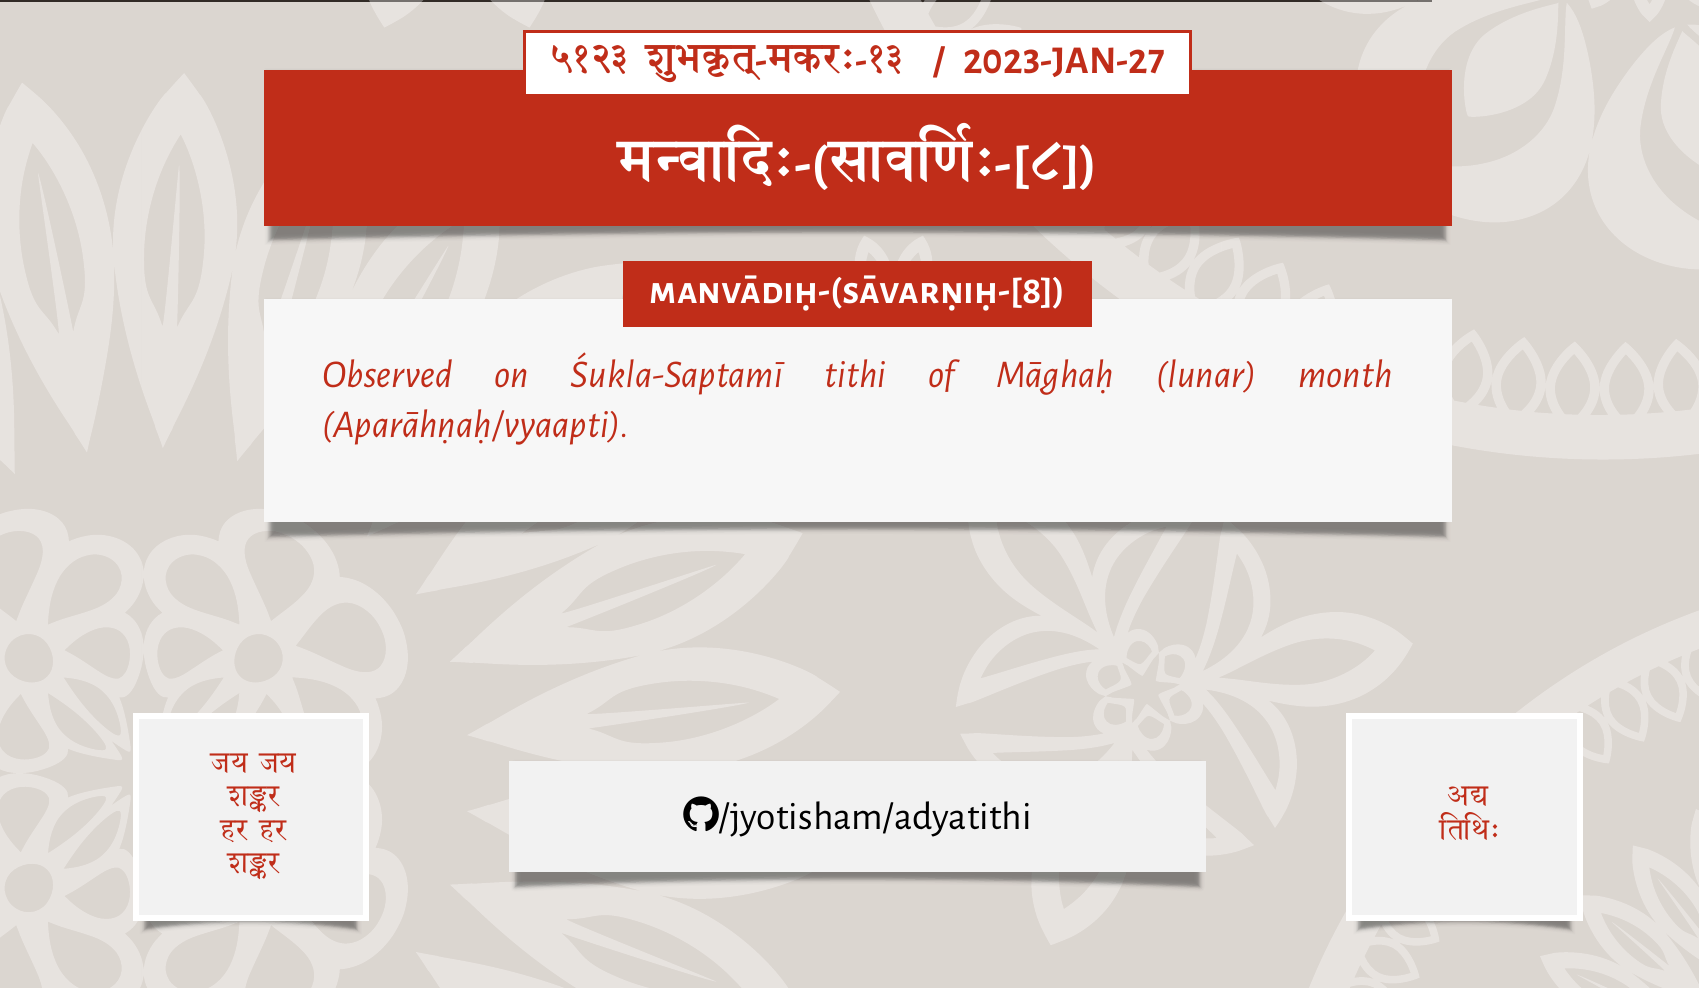 ५१२३ शुभकृत्-मकरः-१३ / 2023-JAN-27
मन्वादिः-(सावर्णिः-[८])
MANVĀDIḤ-(SĀVARṆIḤ-[8])
Observed on Śukla-Saptamī tithi of Māghaḥ (lunar) month
(Aparāhṇaḥ/vyaapti).
जय जय
शङ्कर
हर हर
शङ्कर
/jyotisham/adyatithi
अद्य
तिथिः